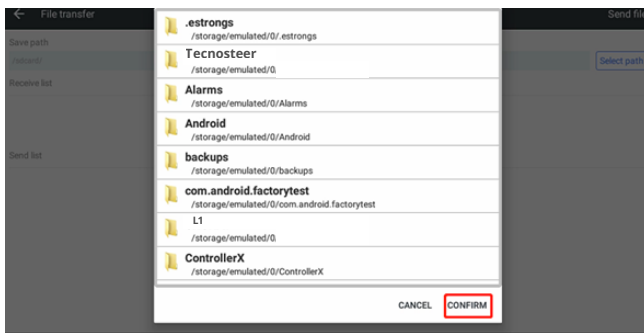 File transfer
Send file
Save path
/sdcard/
Select path
Receive list
Send list
.estrongs
/storage/emulated/0/.estrongs
Tecnosteer
/storage/emulated/0/
Alarms
/storage/emulated/0/Alarms
Android
/storage/emulated/0/Android
backups
/storage/emulated/0/backups
com.android.factorytest
/storage/emulated/0/com.android.factorytest
L1
/storage/emulated/0/
ControllerX
/storage/emulated/0/ControllerX
CANCEL CONFIRM